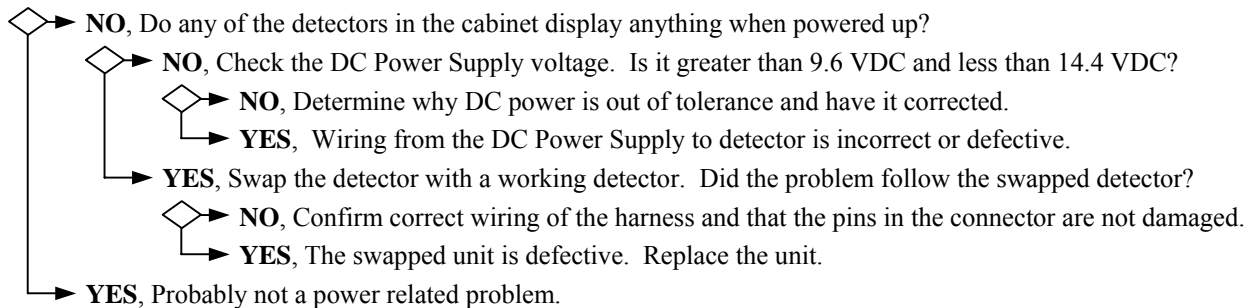 NO, Do any of the detectors in the cabinet display anything when powered up?
NO, Check the DC Power Supply voltage.  Is it greater than 9.6 VDC and less than 14.4 VDC?
NO, Determine why DC power is out of tolerance and have it corrected.
YES,  Wiring from the DC Power Supply to detector is incorrect or defective.
YES, Swap the detector with a working detector.  Did the problem follow the swapped detector?
NO, Confirm correct wiring of the harness and that the pins in the connector are not damaged.
YES, The swapped unit is defective.  Replace the unit.
YES, Probably not a power related problem.